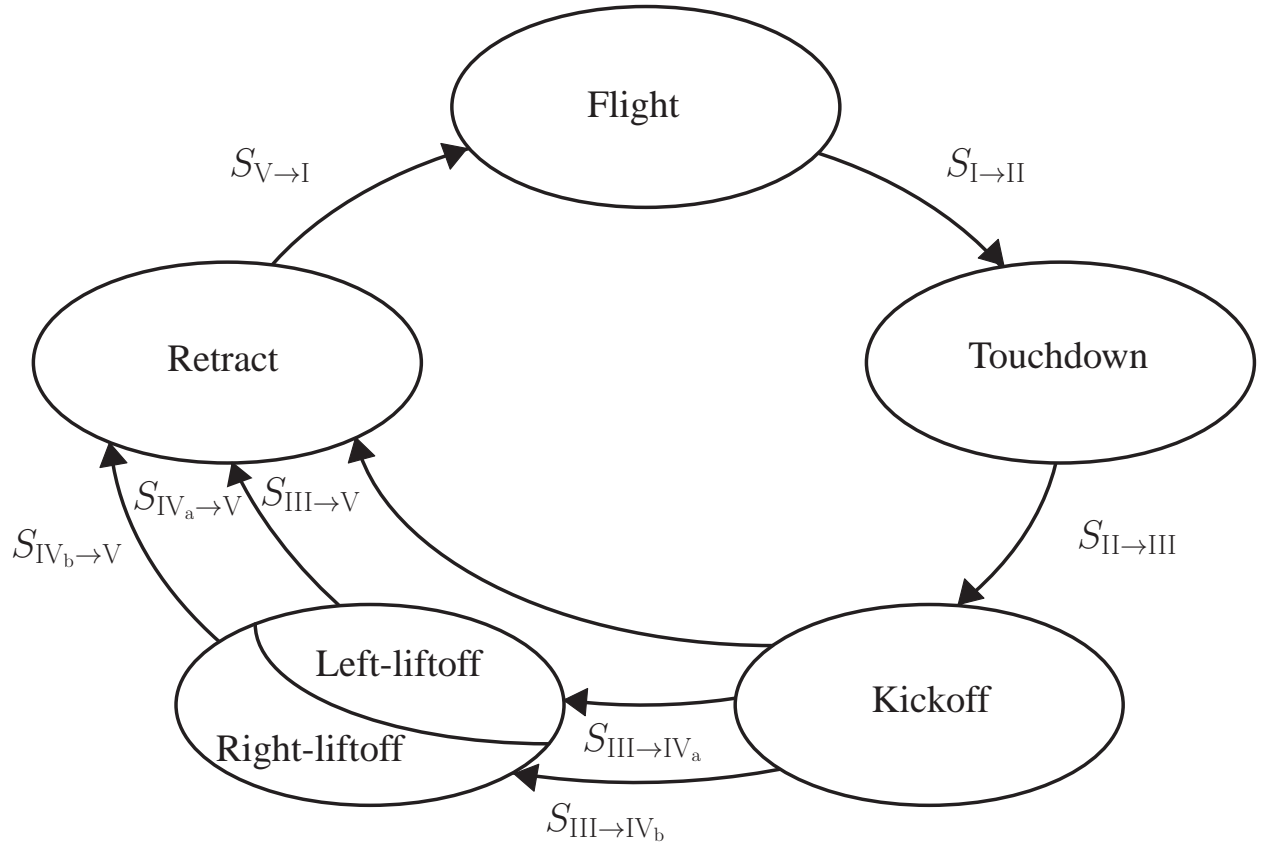 Flight
S_{V→I}
S_{I→II}
Retract
Touchdown
S_{IV_a→V}
S_{III→V}
S_{IV_b→V}
S_{II→III}
Left-liftoff
Kickoff
Right-liftoff
S_{III→IV_a}
S_{III→IV_b}